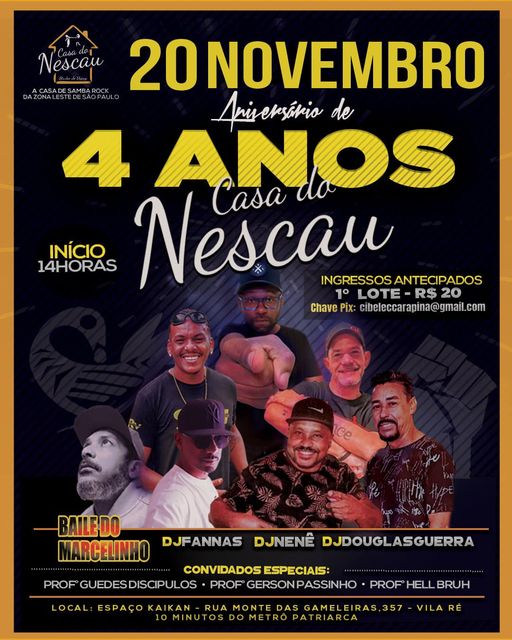 Casa do
Nescau
A CASA DE SAMBA ROCK
DA ZONA LESTE DE SÃO PAULO
20 NOVEMBRO
Aniversário de
4 ANOS
Casa do
Nescau
INÍCIO
14HORAS
INGRESSOS ANTECIPADOS
1º LOTE - R$ 20
Chave Pix: cibeleccarapina@gmail.com
BAILE DO
MARCELINHO
DJFANNAS DJNENÊ DJDOUGLASGUERRA
CONVIDADOS ESPECIAIS:
PROFº GUEDES DISCIPULOS • PROFº GERSON PASSINHO • PROFº HELL BRUH
LOCAL: ESPAÇO KAIKAN - RUA MONTE DAS GAMELEIRAS,357 - VILA RÉ
10 MINUTOS DO METRÔ PATRIARCA